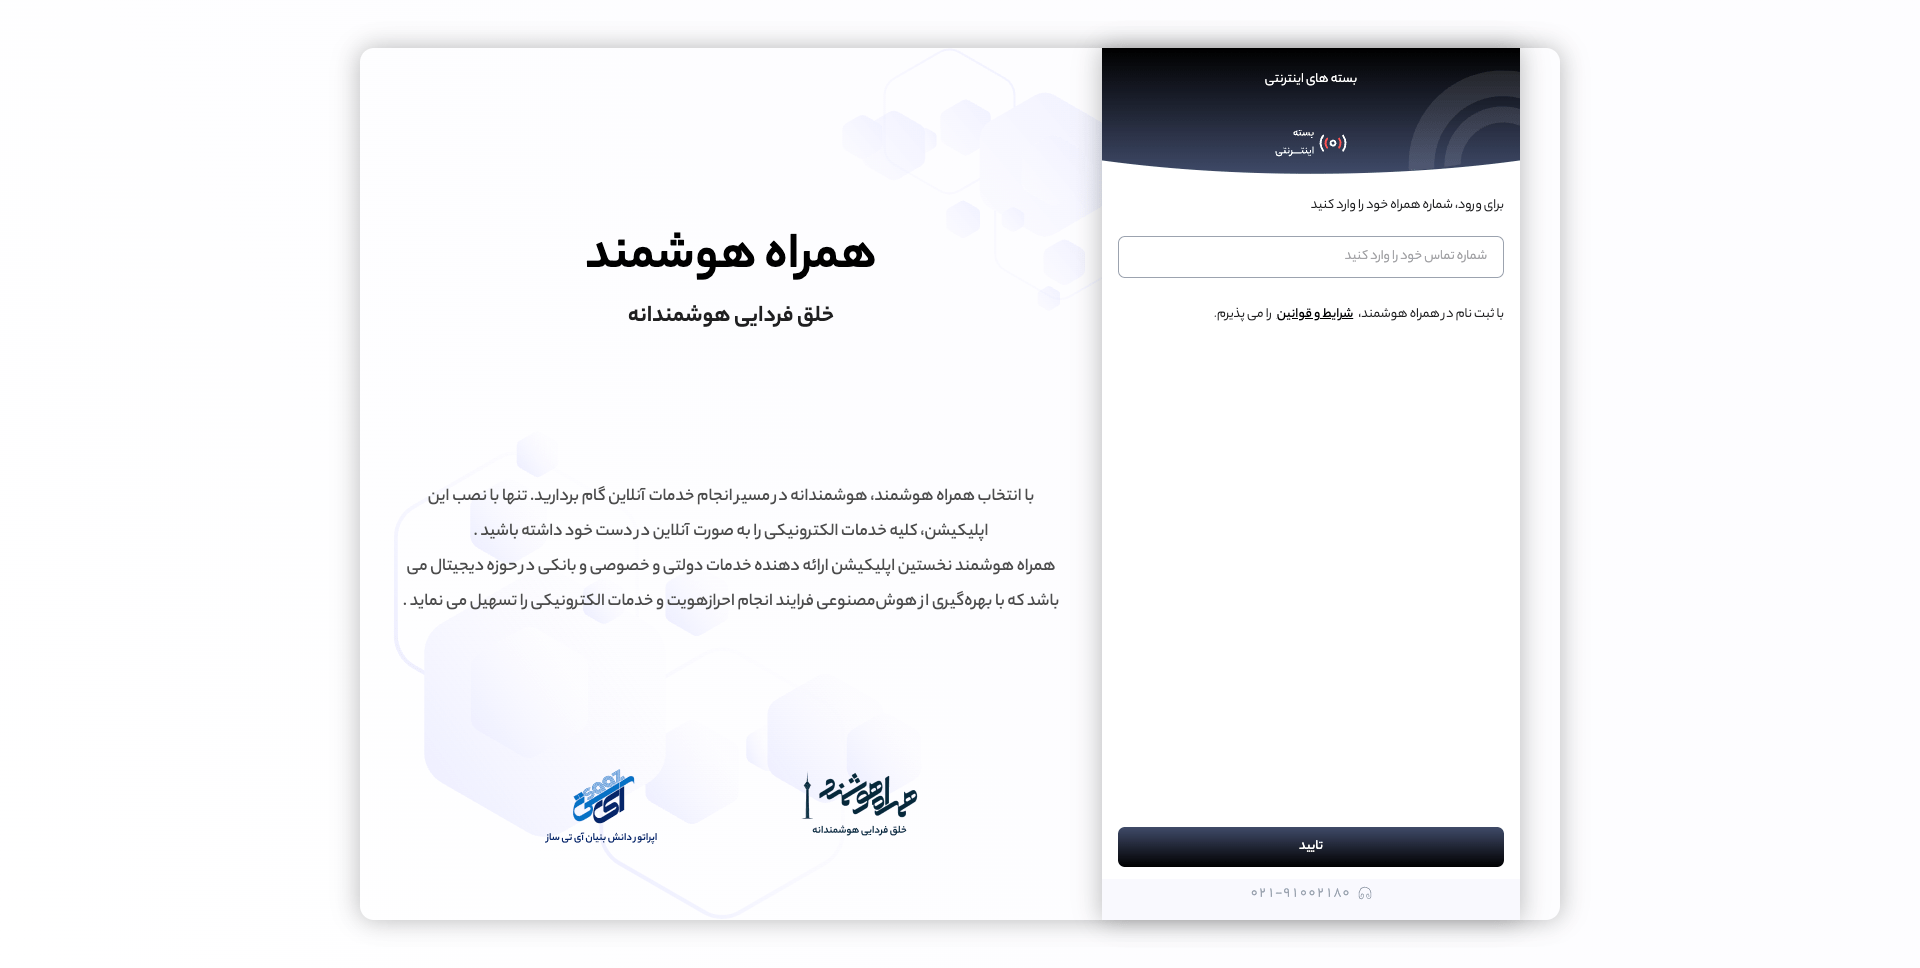 بسته های اینترنتی
بسته
اینتـــرنتی
برای ورود، شماره همراه خود را وارد کنید
شماره تماس خود را وارد کنید
با ثبت نام در همراه هوشمند، شرایط و قوانین را می پذیرم.
تایید
۰۲۱-۹۱۰۰۲۱۸۰
همراه هوشمند
خلق فردایی هوشمندانه
با انتخاب همراه هوشمند، هوشمندانه در مسیر انجام خدمات آنلاین گام بردارید. تنها با نصب این
اپلیکیشن، کلیه خدمات الکترونیکی را به صورت آنلاین در دست خود داشته باشید .
همراه هوشمند نخستین اپلیکیشن ارائه دهنده خدمات دولتی و خصوصی و بانکی در حوزه دیجیتال می
باشد که با بهره‌گیری از هوش‌مصنوعی فرایند انجام احرازهویت و خدمات الکترونیکی را تسهیل می نماید .
همراه هوشمند
خلق فردایی هوشمندانه
saaz
آی تی
اپراتور دانش بنیان آی تی ساز